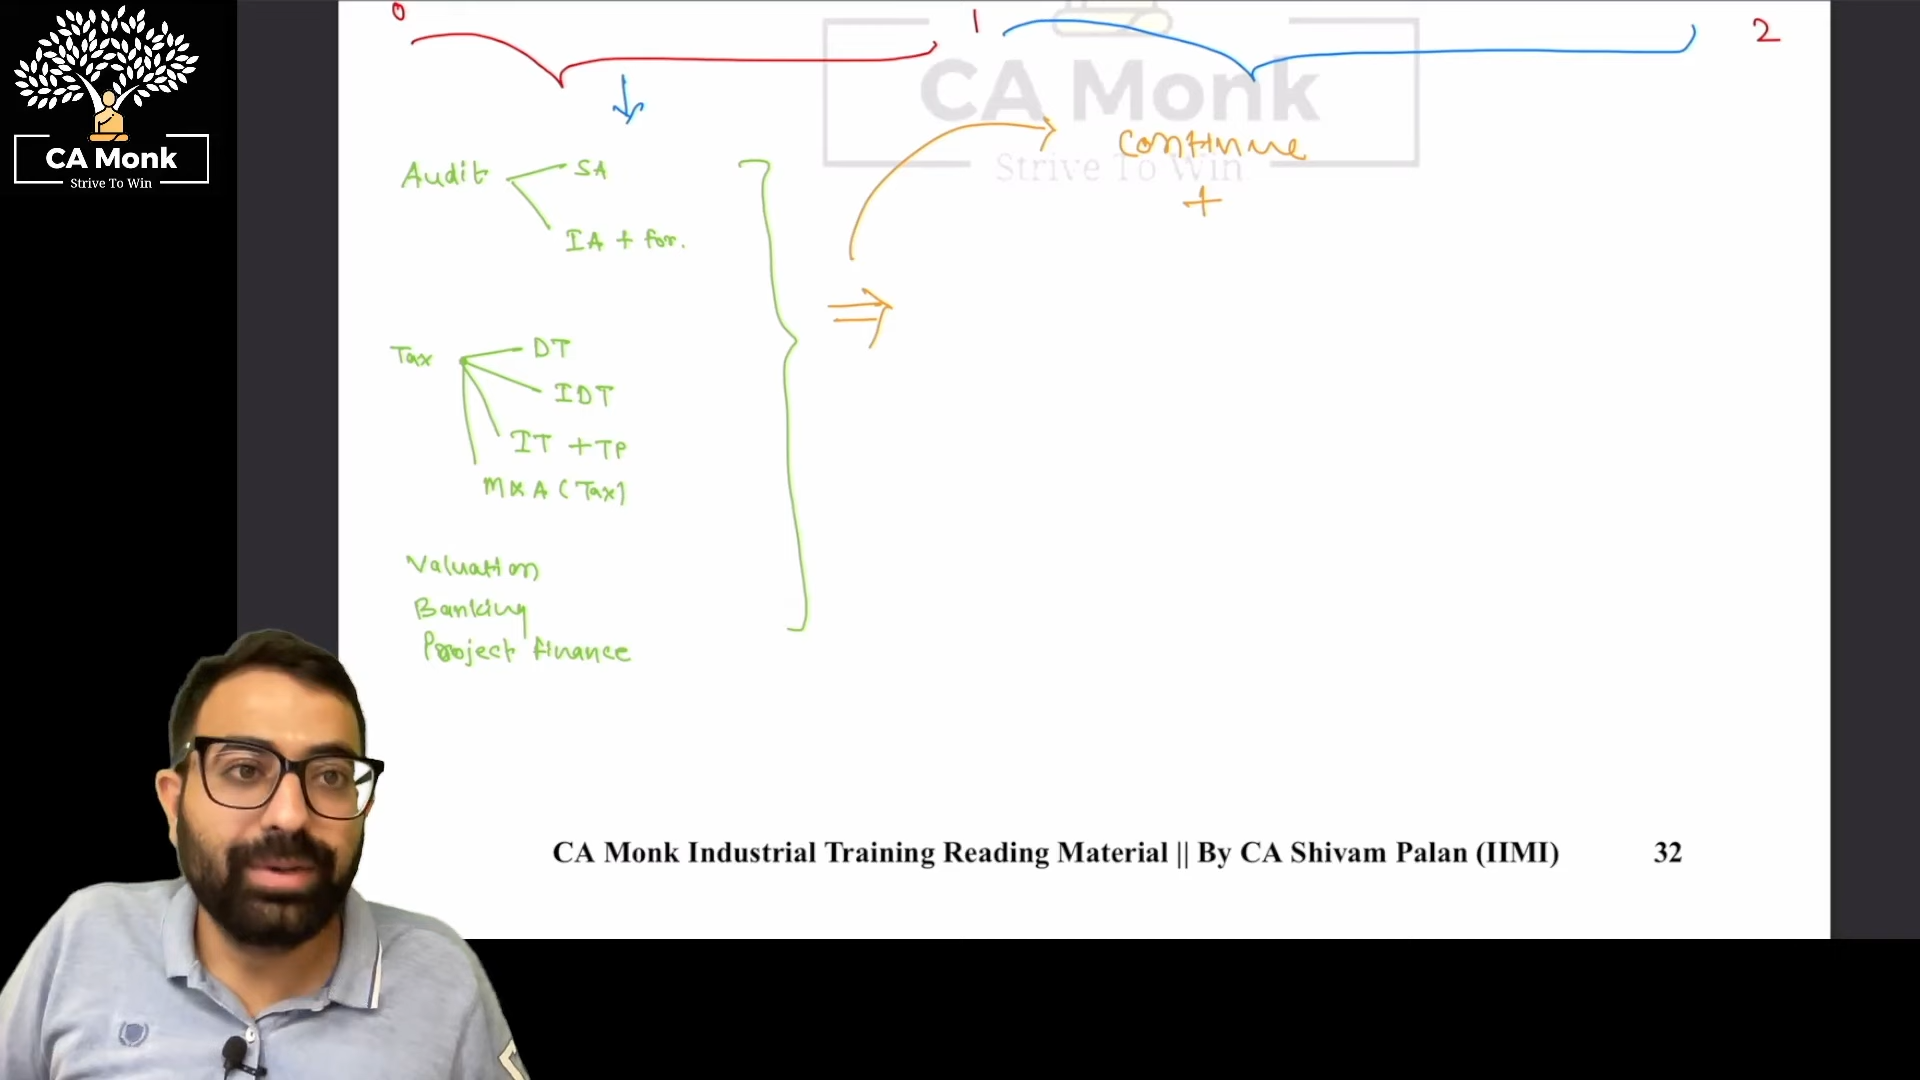 CA Monk
Strive To Win
0
1
2
CA Monk
Strive To Win
continue
+
Audit
SA
IA + for.
Tax
DT
IDT
IT + TP
M&A (Tax)
Valuation
Banking
Project finance
CA Monk Industrial Training Reading Material || By CA Shivam Palan (IIMI) 32